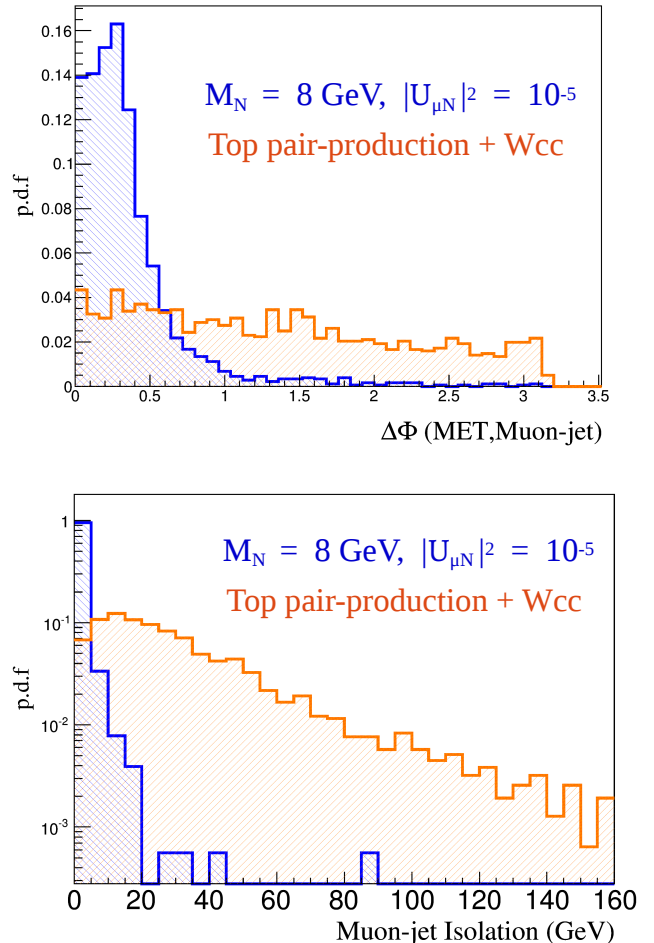 0.16
0.14
0.12
0.1
0.08
0.06
0.04
0.02
0
p.d.f
M_N = 8 GeV, |U_μN|² = 10⁻⁵
Top pair-production + Wcc
0 0.5 1 1.5 2 2.5 3 3.5
ΔΦ (MET,Muon-jet)
1
10⁻¹
10⁻²
10⁻³
p.d.f
M_N = 8 GeV, |U_μN|² = 10⁻⁵
Top pair-production + Wcc
0 20 40 60 80 100 120 140 160
Muon-jet Isolation (GeV)